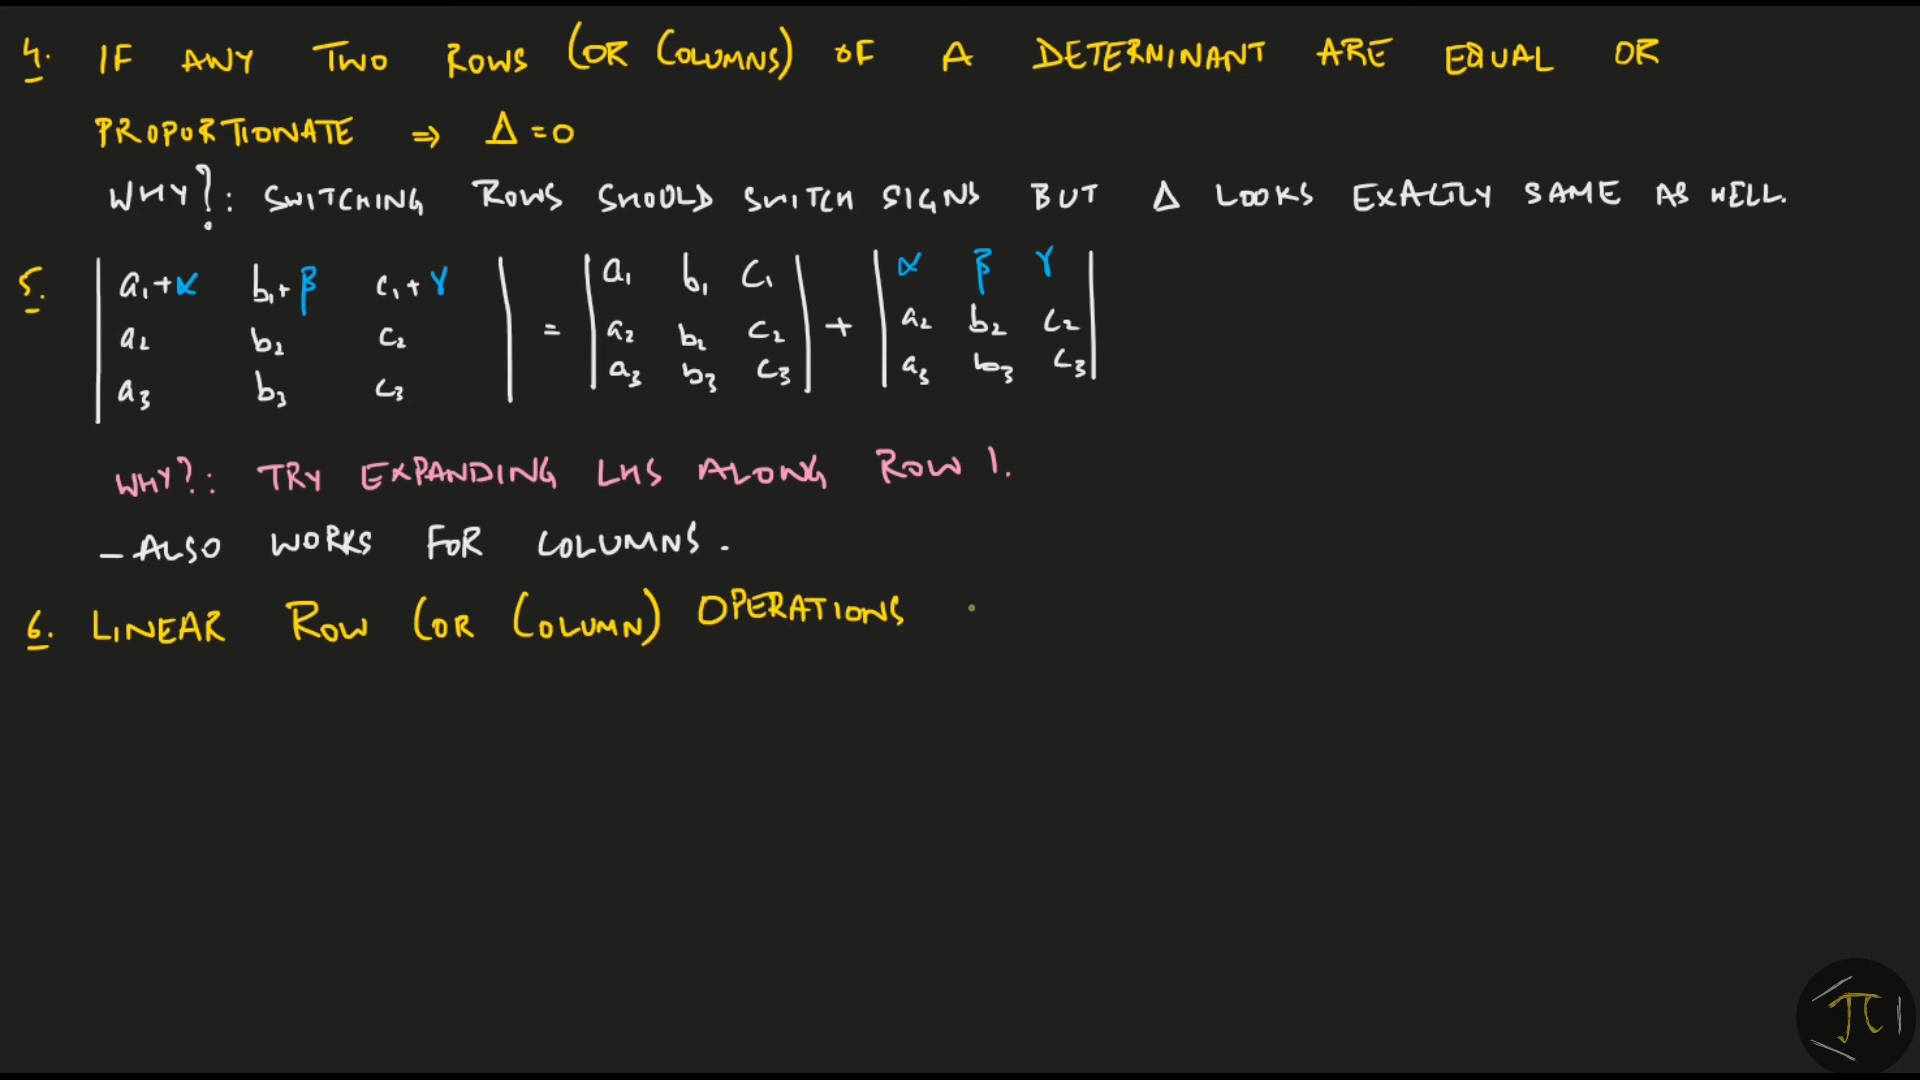 4. IF ANY TWO ROWS (OR COLUMNS) OF A DETERMINANT ARE EQUAL OR
PROPORTIONATE ⇒ Δ = 0
WHY?: SWITCHING ROWS SHOULD SWITCH SIGNS BUT Δ LOOKS EXACTLY SAME AS WELL.
5. | a₁+α b₁+β c₁+γ | = | a₁ b₁ c₁ | + | α β γ |
| a₂ b₂ c₂ | | a₂ b₂ c₂ | | a₂ b₂ c₂ |
| a₃ b₃ c₃ | | a₃ b₃ c₃ | | a₃ b₃ c₃ |
WHY?: TRY EXPANDING LHS ALONG ROW 1.
- ALSO WORKS FOR COLUMNS.
6. LINEAR ROW (OR COLUMN) OPERATIONS
π